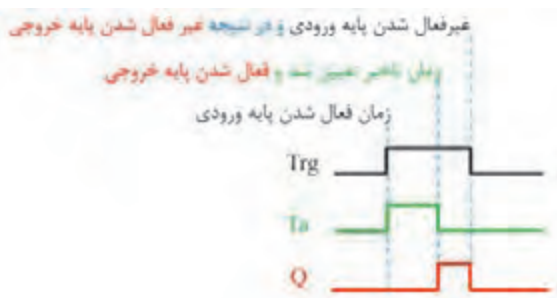 غیرفعال شدن پایه ورودی و در نتیجه غیر فعال شدن پایه خروجی
زمان تاخیر تعیین شد و فعال شدن پایه خروجی
زمان فعال شدن پایه ورودی
Trg
Ta
Q